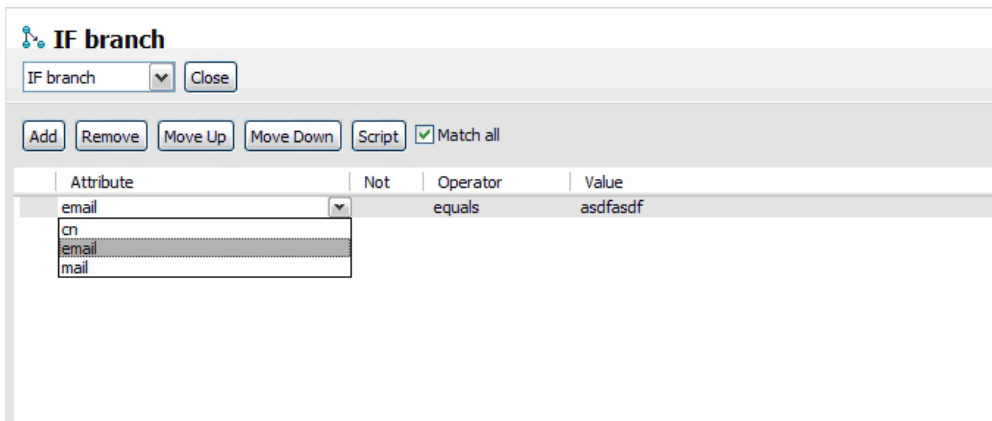 IF branch
IF branch Close
Add Remove Move Up Move Down Script Match all
Attribute Not Operator Value
email equals asdfasdf
cn
email
mail